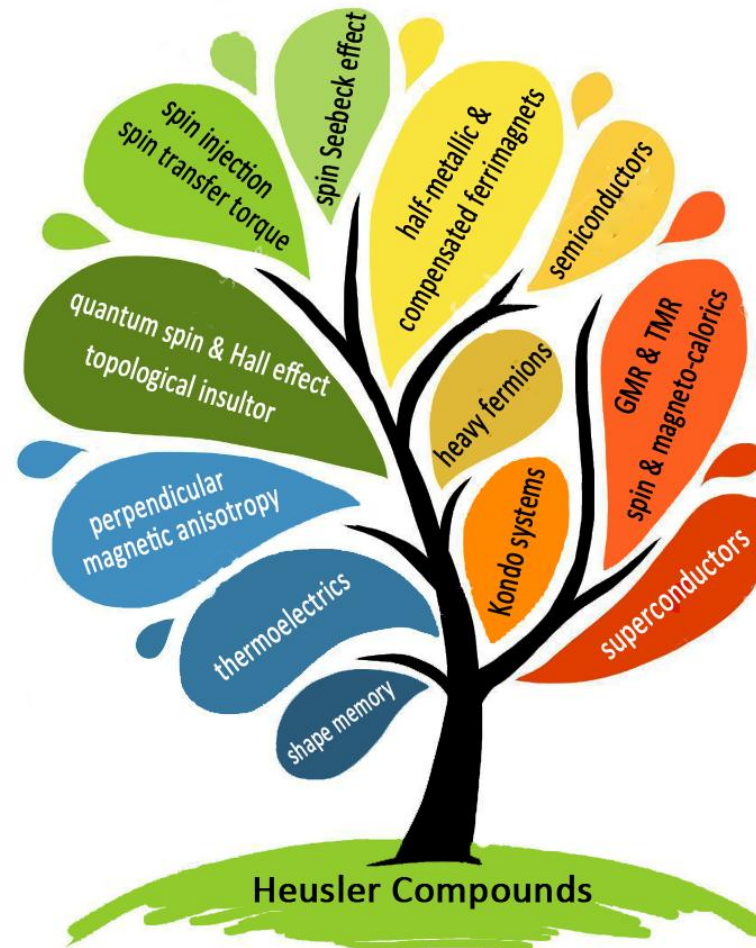 spin injection
spin transfer torque
spin Seebeck effect
half-metallic &
compensated ferrimagnets
semiconductors
quantum spin & Hall effect
topological insultor
heavy fermions
GMR & TMR
spin & magneto-calorics
perpendicular
magnetic anisotropy
Kondo systems
thermoelectrics
superconductors
shape memory
Heusler Compounds